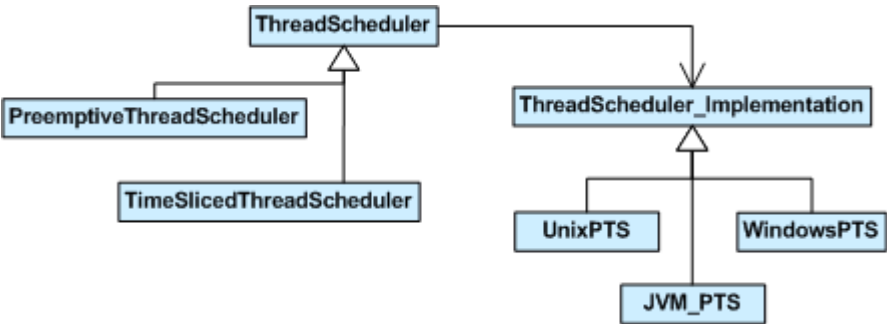 ThreadScheduler
ThreadScheduler_Implementation
PreemptiveThreadScheduler
TimeSlicedThreadScheduler
UnixPTS
WindowsPTS
JVM_PTS